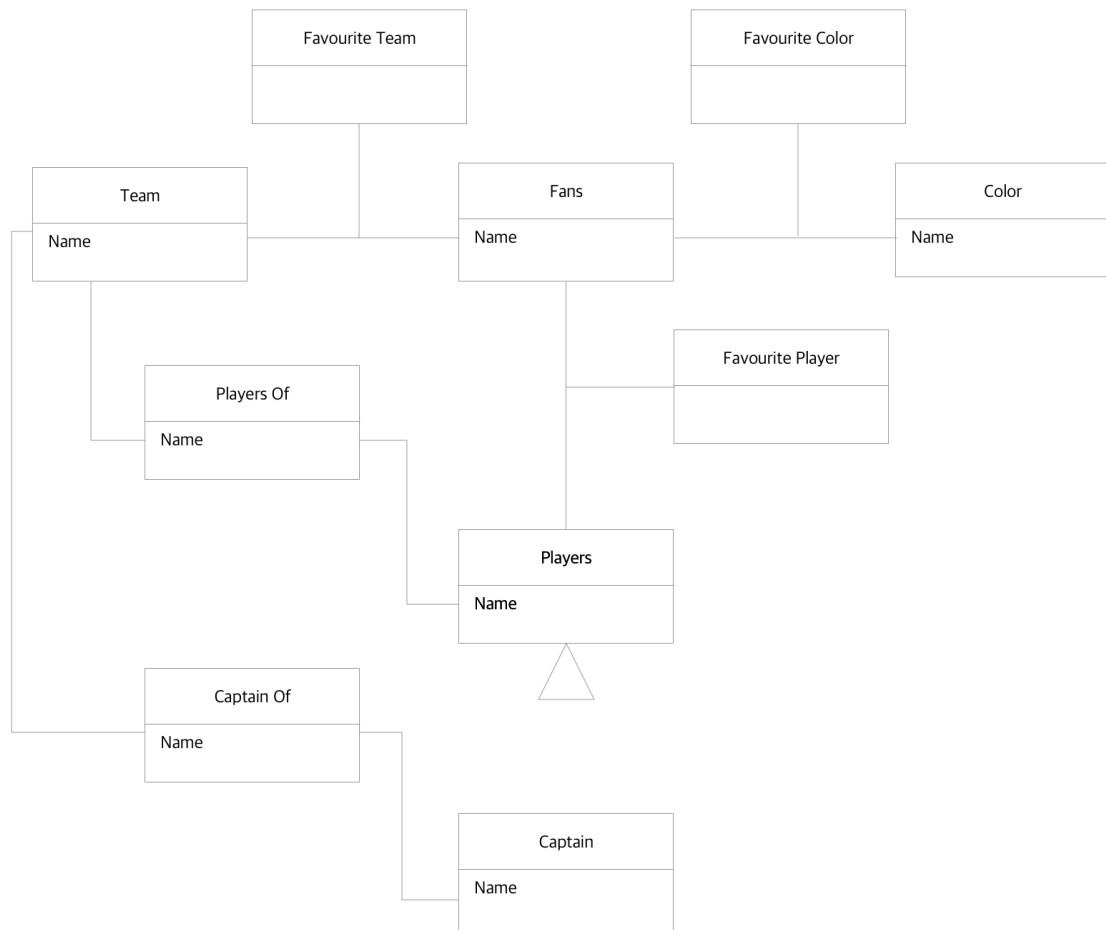 Favourite Team
Favourite Color
Team
Name
Fans
Name
Color
Name
Favourite Player
Players Of
Name
Players
Name
Captain Of
Name
Captain
Name